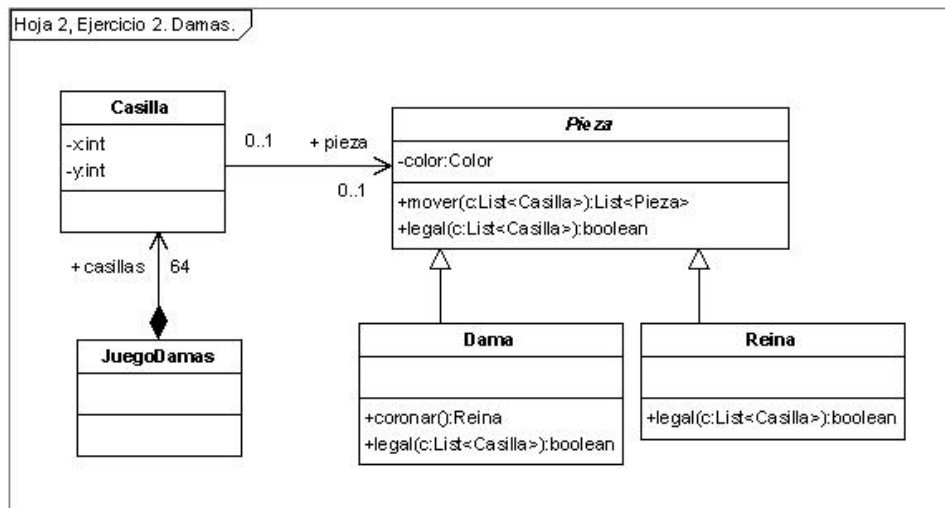 Hoja 2, Ejercicio 2. Damas.
Casilla
-x:int
-y:int
0..1
+ pieza
0..1
Pieza
-color:Color
+mover(c:List<Casilla>):List<Pieza>
+legal(c:List<Casilla>):boolean
+ casillas
64
JuegoDamas
Dama
+coronar():Reina
+legal(c:List<Casilla>):boolean
Reina
+legal(c:List<Casilla>):boolean